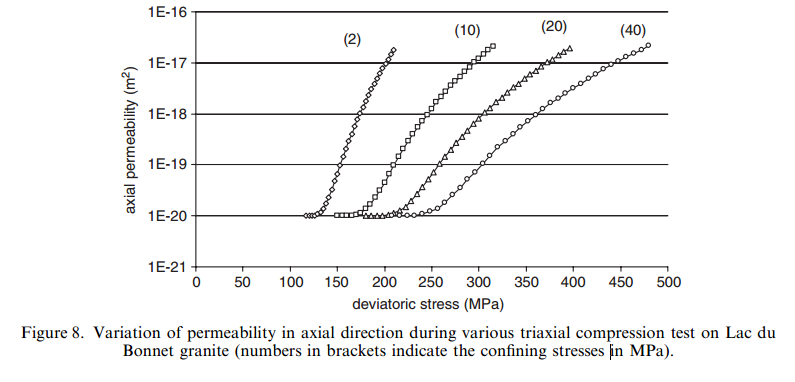 1E-16
1E-17
1E-18
1E-19
1E-20
1E-21
axial permeability (m²)
(2)
(10)
(20)
(40)
0 50 100 150 200 250 300 350 400 450 500
deviatoric stress (MPa)
Figure 8. Variation of permeability in axial direction during various triaxial compression test on Lac du
Bonnet granite (numbers in brackets indicate the confining stresses in MPa).